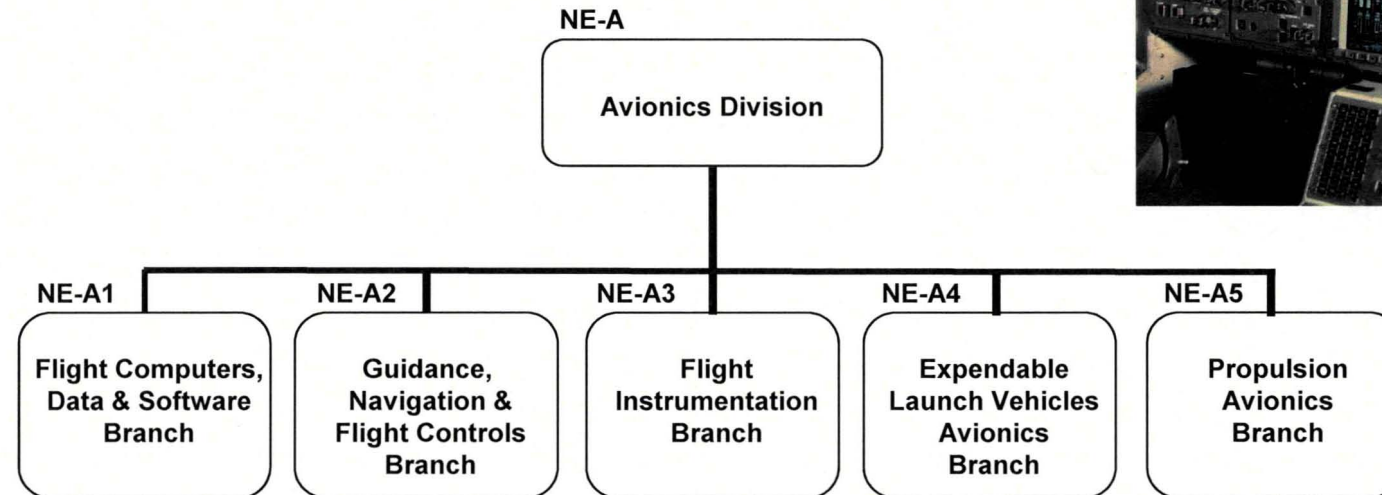 NE-A
Avionics Division
NE-A1
Flight Computers,
Data & Software
Branch
NE-A2
Guidance,
Navigation &
Flight Controls
Branch
NE-A3
Flight
Instrumentation
Branch
NE-A4
Expendable
Launch Vehicles
Avionics
Branch
NE-A5
Propulsion
Avionics
Branch